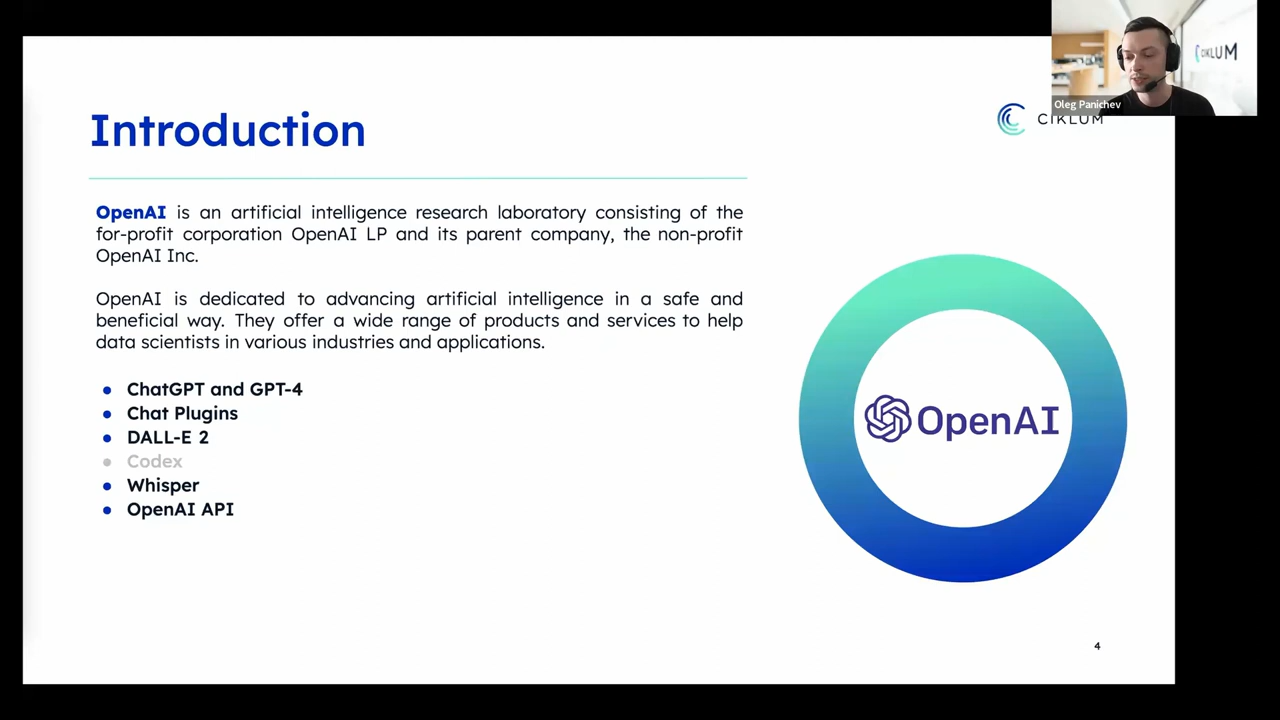 CIKLUM
Oleg Panichev
Introduction
CIKLUM
OpenAI is an artificial intelligence research laboratory consisting of the
for-profit corporation OpenAI LP and its parent company, the non-profit
OpenAI Inc.
OpenAI is dedicated to advancing artificial intelligence in a safe and
beneficial way. They offer a wide range of products and services to help
data scientists in various industries and applications.
● ChatGPT and GPT-4
● Chat Plugins
● DALL-E 2
● Codex
● Whisper
● OpenAI API
OpenAI
4